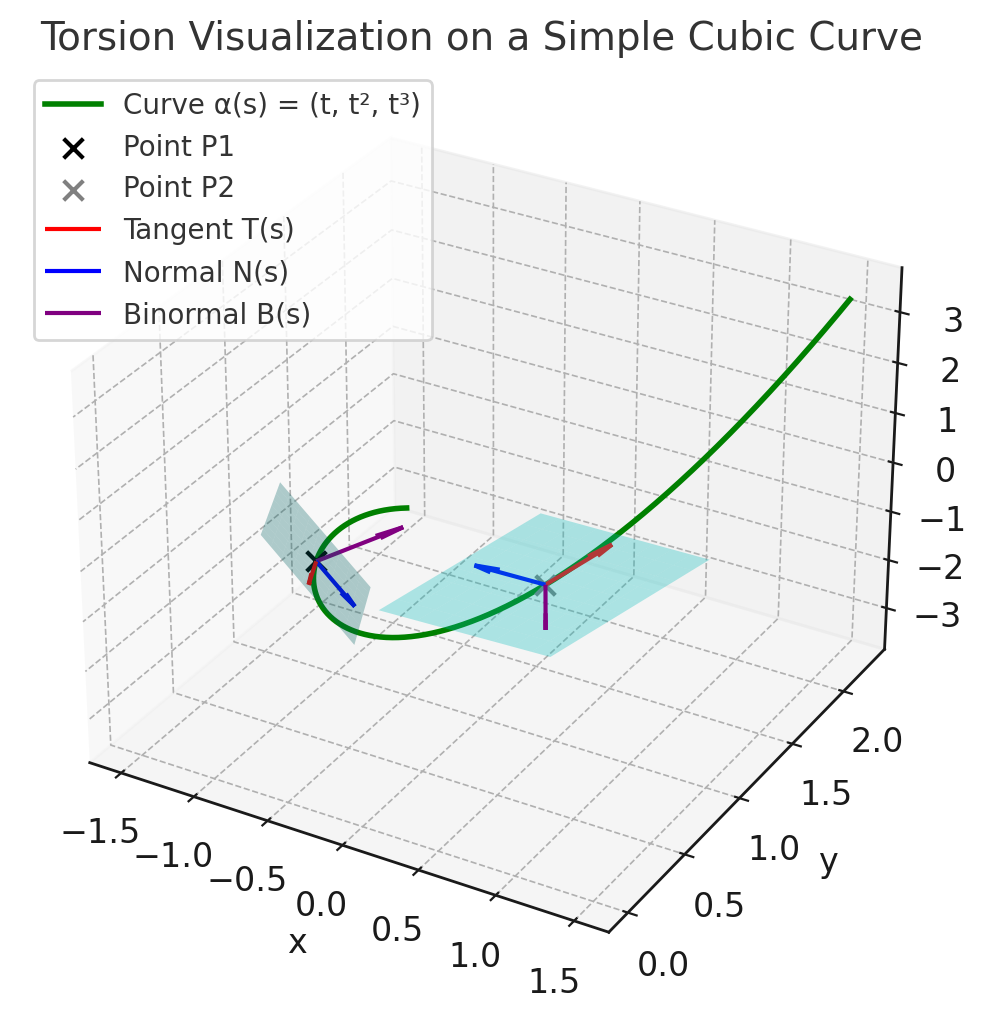 Torsion Visualization on a Simple Cubic Curve
Curve α(s) = (t, t², t³)
Point P1
Point P2
Tangent T(s)
Normal N(s)
Binormal B(s)
3
2
1
0
−1
−2
−3
2.0
1.5
1.0
0.5
0.0
y
−1.5
−1.0
−0.5
0.0
0.5
1.0
1.5
x